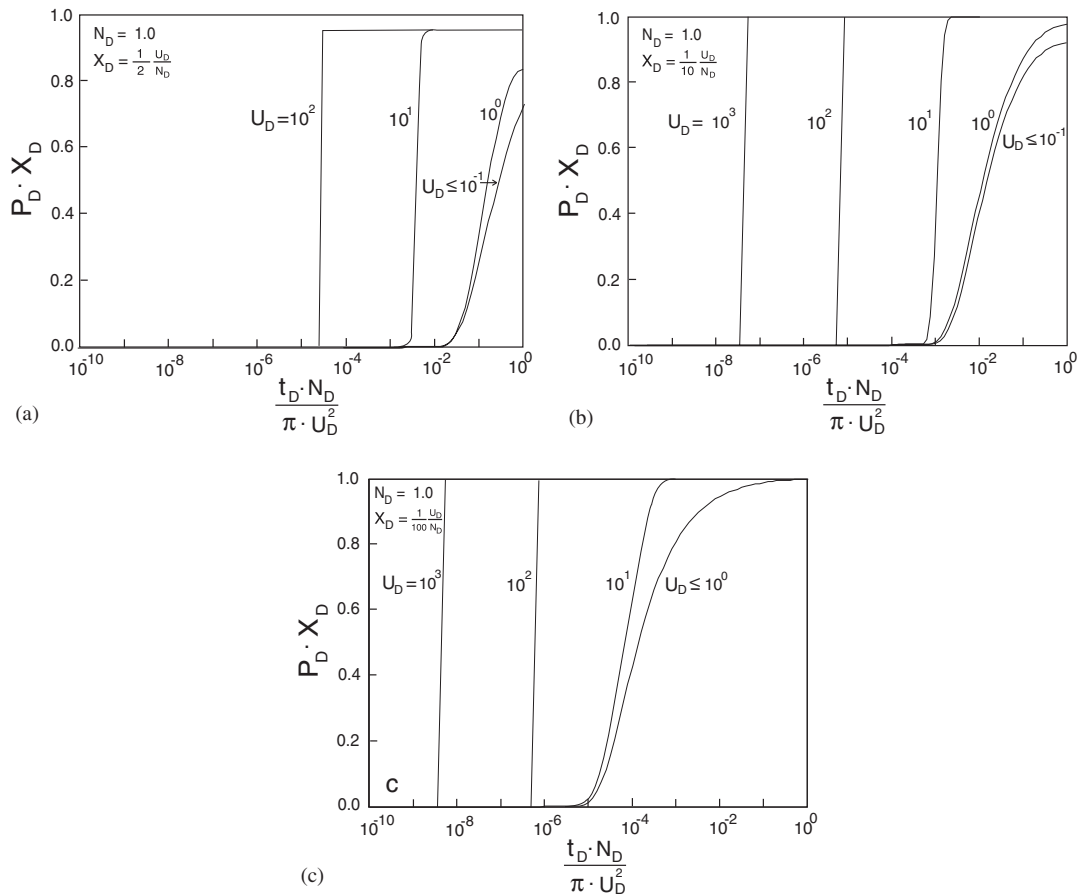 1.0
0.8
0.6
0.4
0.2
0.0
P_D · X_D
N_D = 1.0
X_D = 1/2 U_D/N_D
U_D = 10^2
10^1
10^0
U_D ≤ 10^-1
10^-10 10^-8 10^-6 10^-4 10^-2 10^0
t_D · N_D
π · U_D^2
(a)
1.0
0.8
0.6
0.4
0.2
0.0
P_D · X_D
N_D = 1.0
X_D = 1/10 U_D/N_D
U_D = 10^3
10^2
10^1
10^0
U_D ≤ 10^-1
10^-10 10^-8 10^-6 10^-4 10^-2 10^0
t_D · N_D
π · U_D^2
(b)
1.0
0.8
0.6
0.4
0.2
0.0
P_D · X_D
N_D = 1.0
X_D = 1/100 U_D/N_D
U_D = 10^3
10^2
10^1
U_D ≤ 10^0
C
10^-10 10^-8 10^-6 10^-4 10^-2 10^0
t_D · N_D
π · U_D^2
(c)